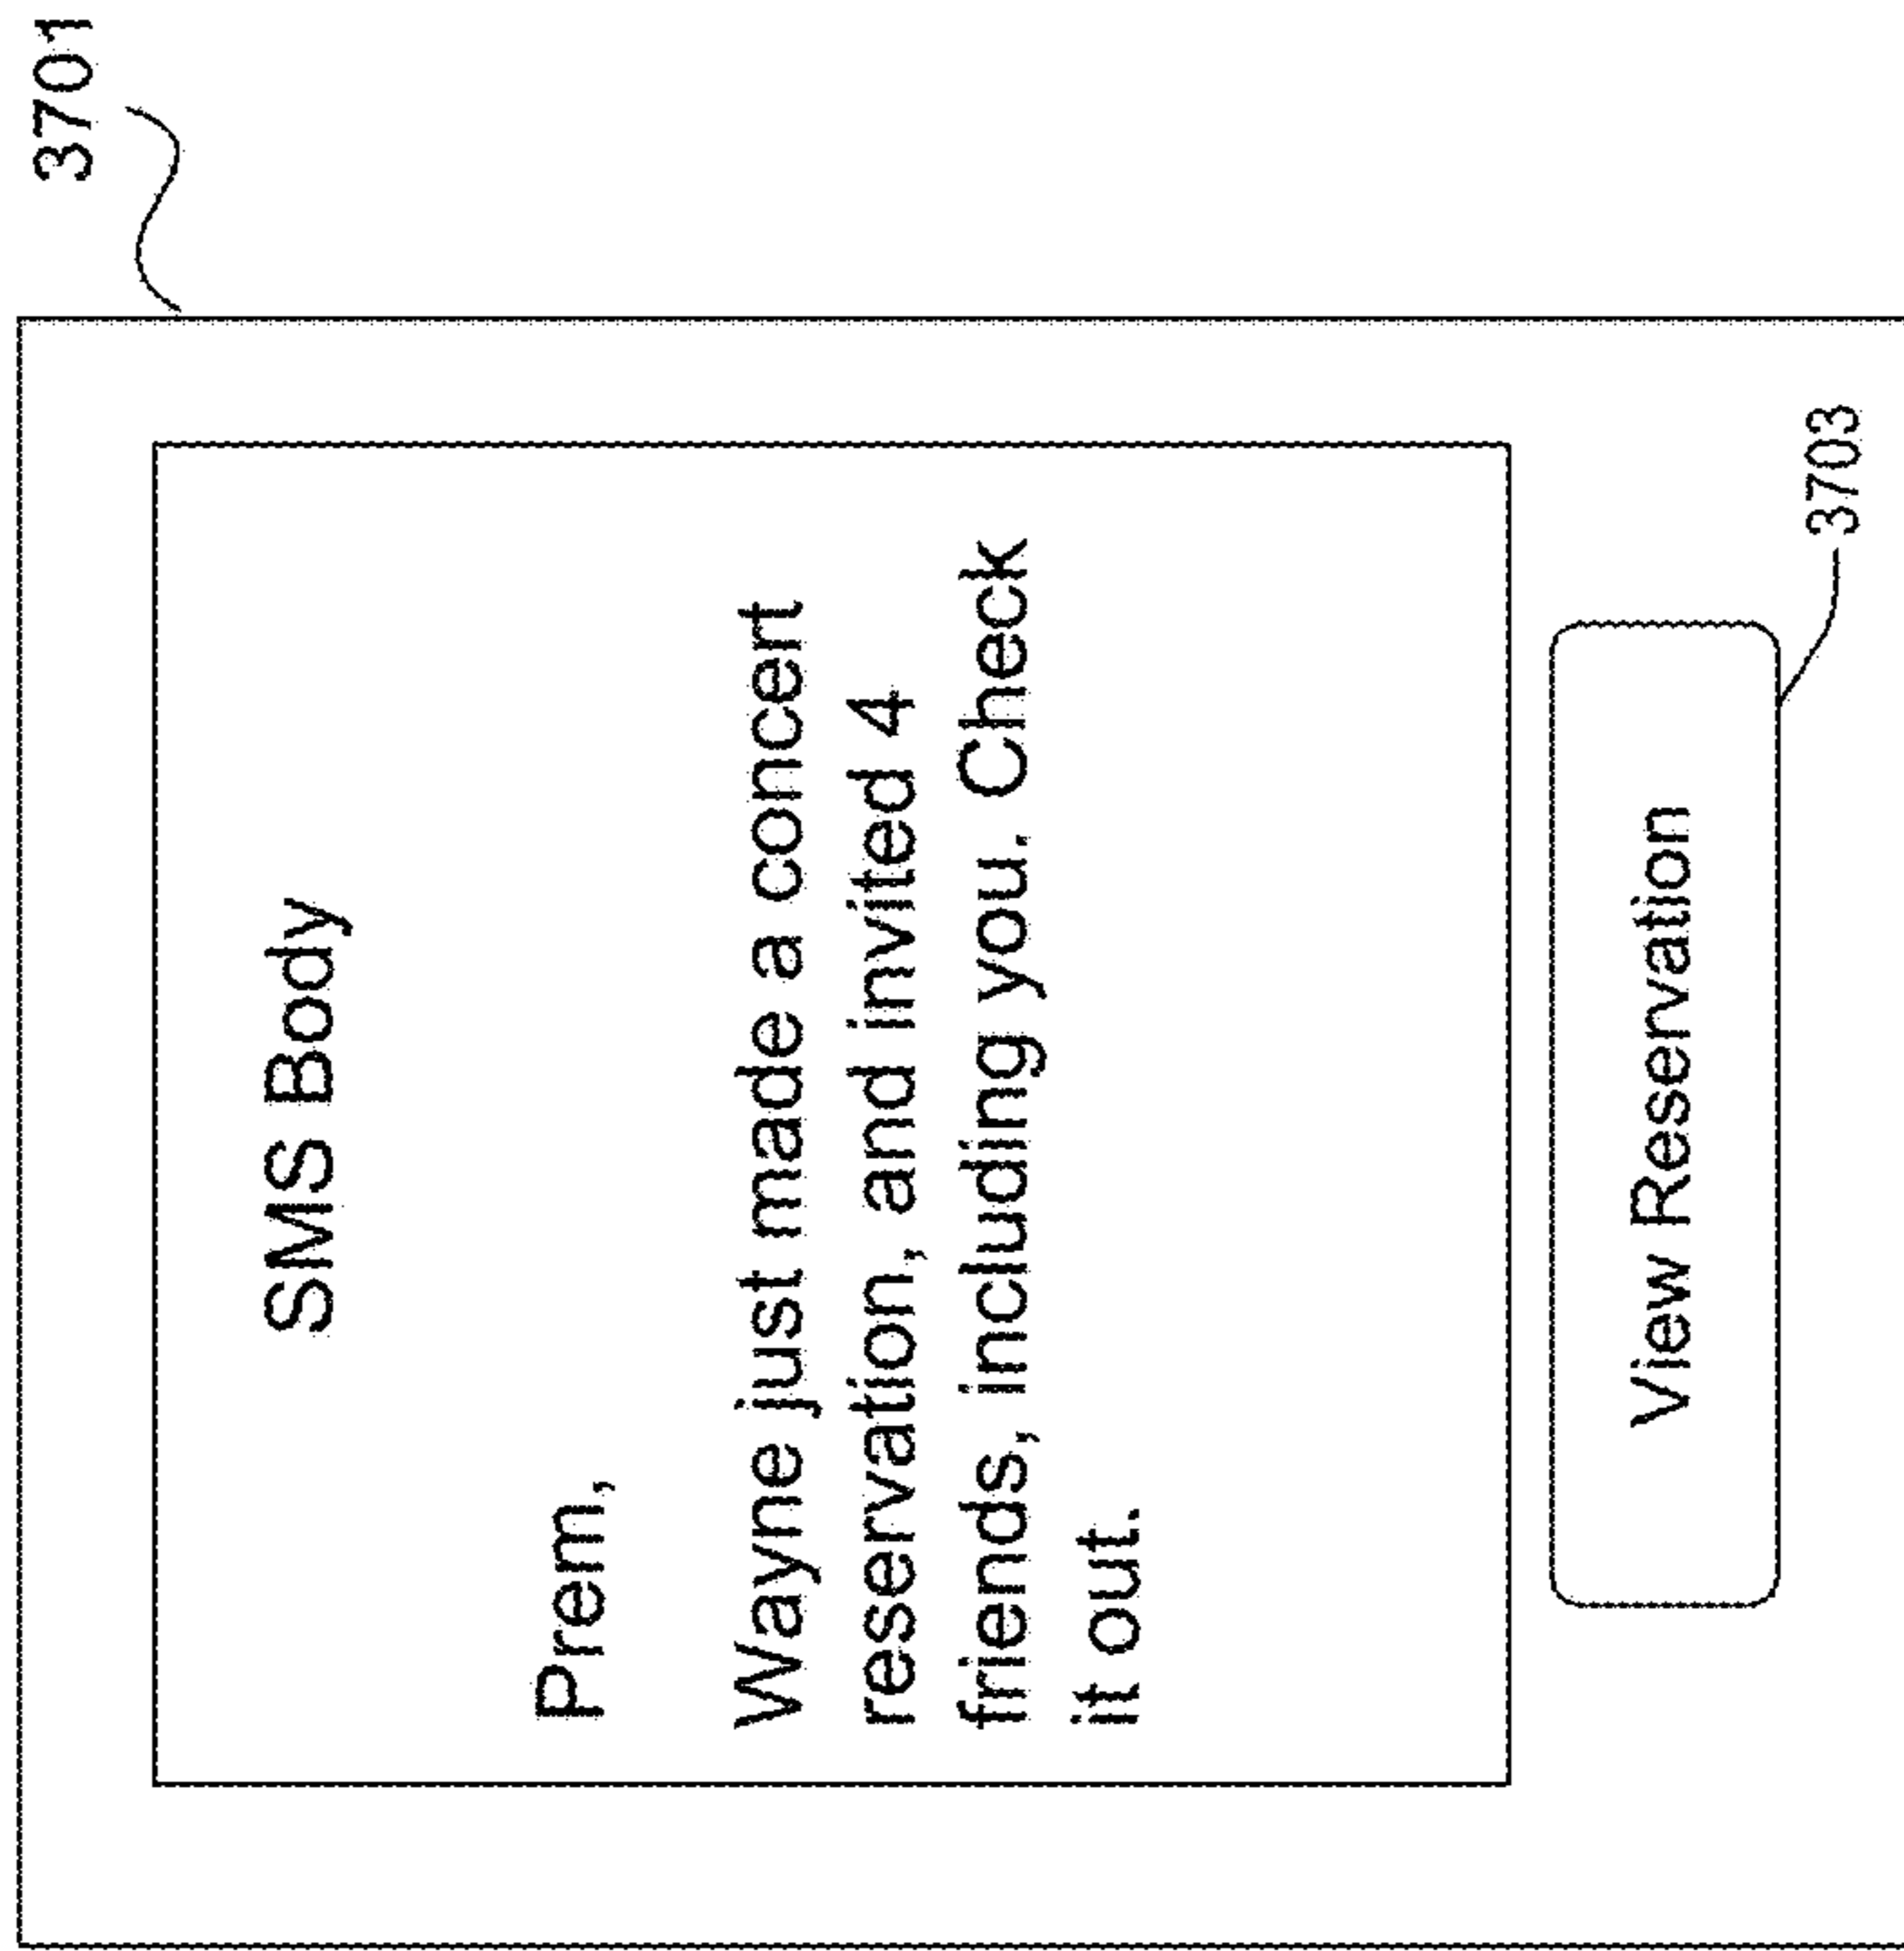 3701
SMS Body
Prem,
Wayne just made a concert
reservation, and invited 4
friends, including you. Check
it out.
View Reservation
3703